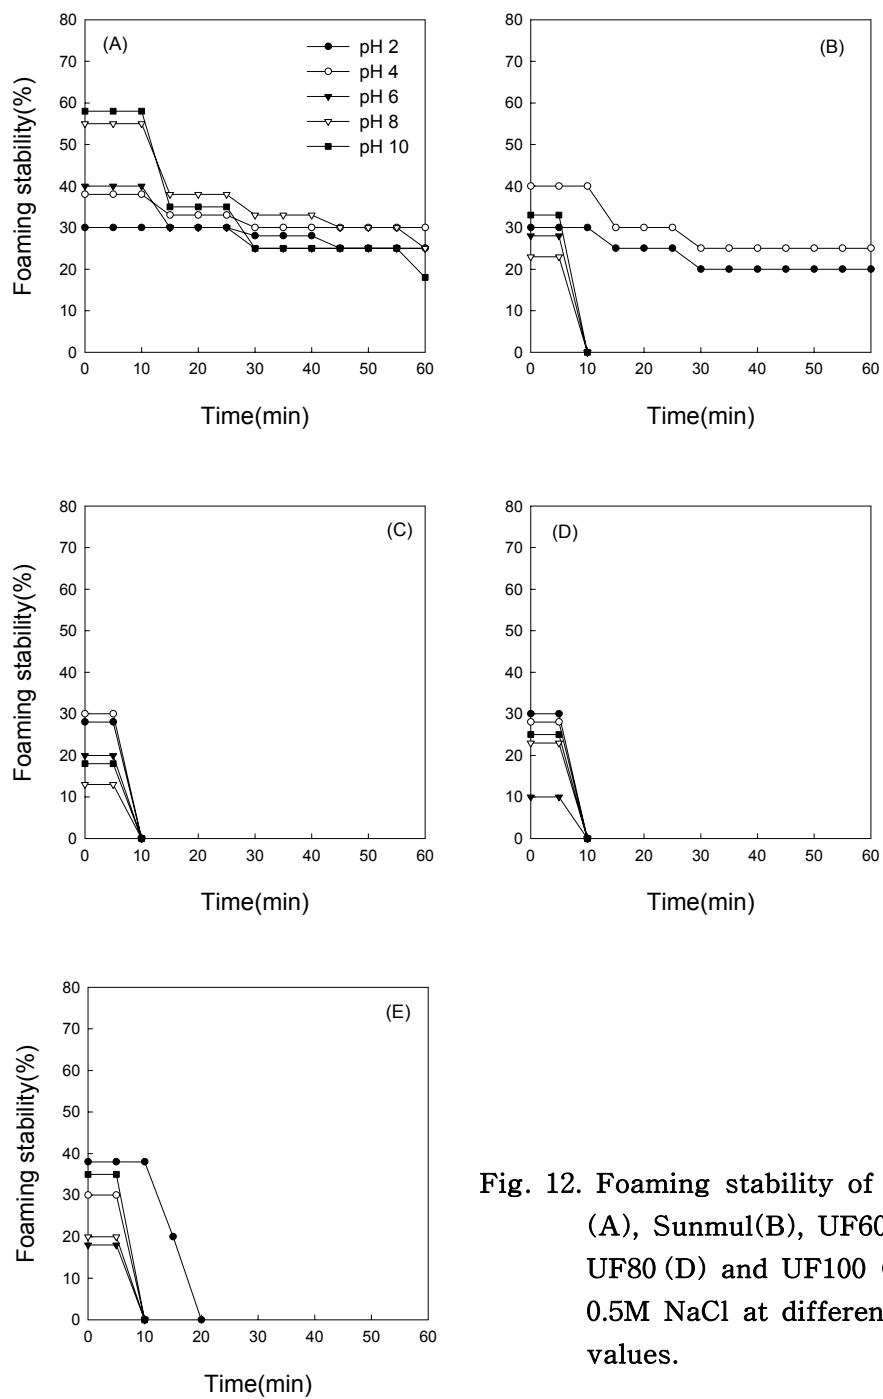 80
70
60
50
40
30
20
10
0
Foaming stability(%)
(A)
pH 2
pH 4
pH 6
pH 8
pH 10
0 10 20 30 40 50 60
Time(min)
80
70
60
50
40
30
20
10
0
(B)
0 10 20 30 40 50 60
Time(min)
80
70
60
50
40
30
20
10
0
Foaming stability(%)
(C)
0 10 20 30 40 50 60
Time(min)
80
70
60
50
40
30
20
10
0
(D)
0 10 20 30 40 50 60
Time(min)
80
70
60
50
40
30
20
10
0
Foaming stability(%)
(E)
0 10 20 30 40 50 60
Time(min)
Fig. 12. Foaming stability of
(A), Sunmul(B), UF60
UF80 (D) and UF100
0.5M NaCl at differen
values.